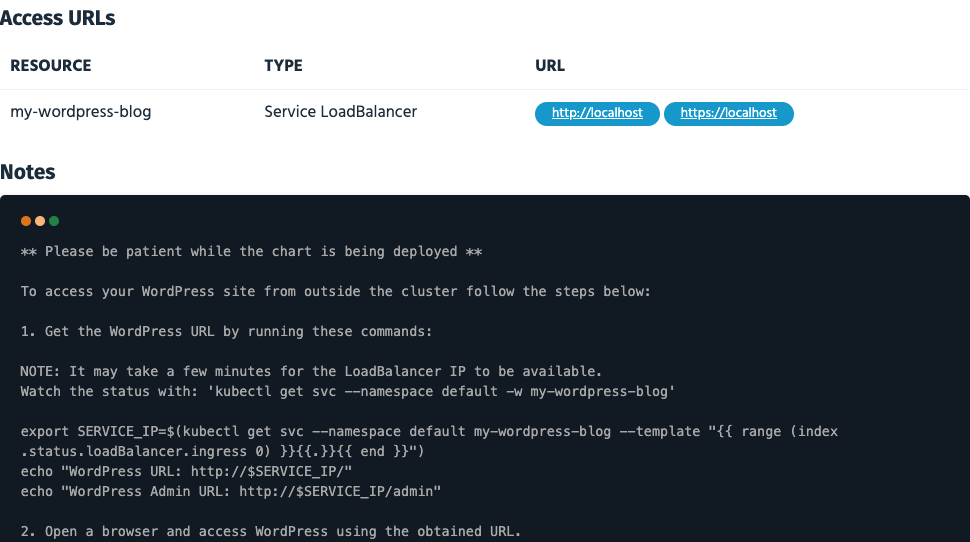 Access URLs
RESOURCE TYPE URL
my-wordpress-blog Service LoadBalancer http://localhost https://localhost
Notes
** Please be patient while the chart is being deployed **
To access your WordPress site from outside the cluster follow the steps below:
1. Get the WordPress URL by running these commands:
NOTE: It may take a few minutes for the LoadBalancer IP to be available.
Watch the status with: 'kubectl get svc --namespace default -w my-wordpress-blog'
export SERVICE_IP=$(kubectl get svc --namespace default my-wordpress-blog --template "{{ range (index
.status.loadBalancer.ingress 0) }}{{.}}{{ end }}")
echo "WordPress URL: http://$SERVICE_IP/"
echo "WordPress Admin URL: http://$SERVICE_IP/admin"
2. Open a browser and access WordPress using the obtained URL.